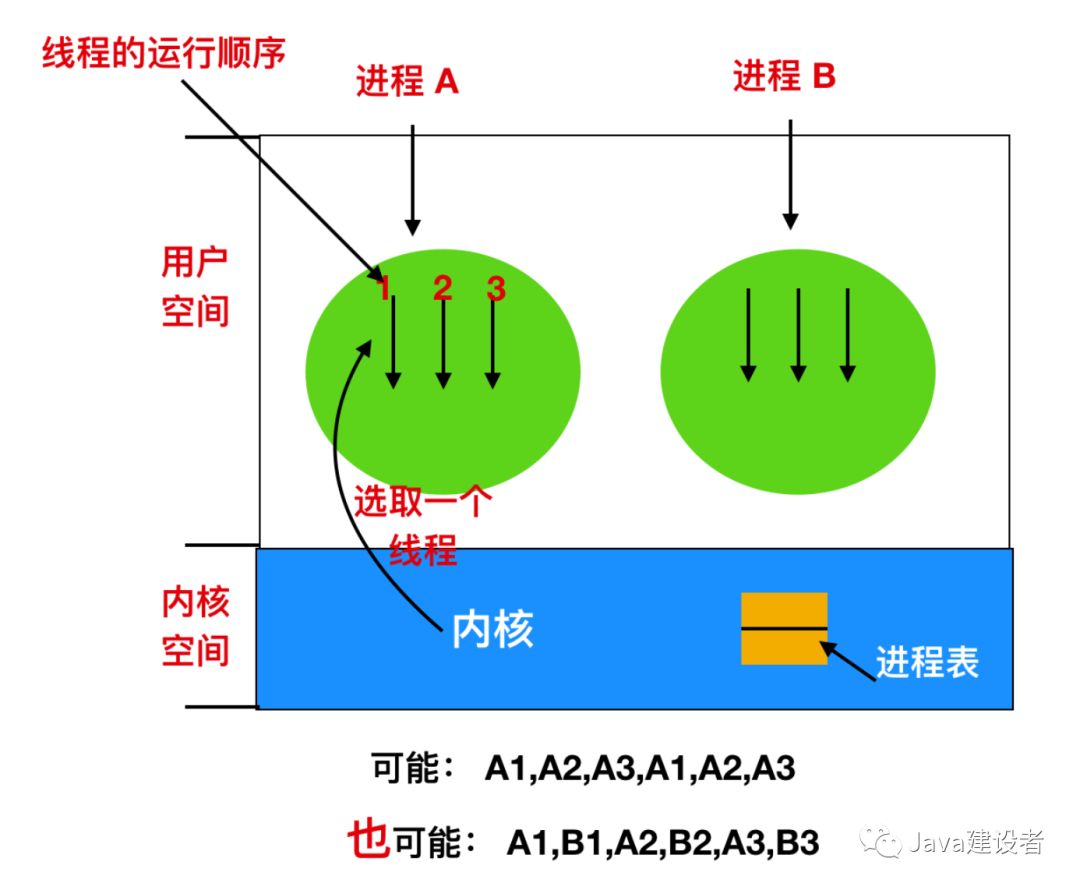 线程的运行顺序
进程 A
进程 B
用户
空间
1 2 3
选取一个
线程
内核
空间
内核
进程表
可能： A1,A2,A3,A1,A2,A3
也可能： A1,B1,A2,B2,A3,B3
Java建设者